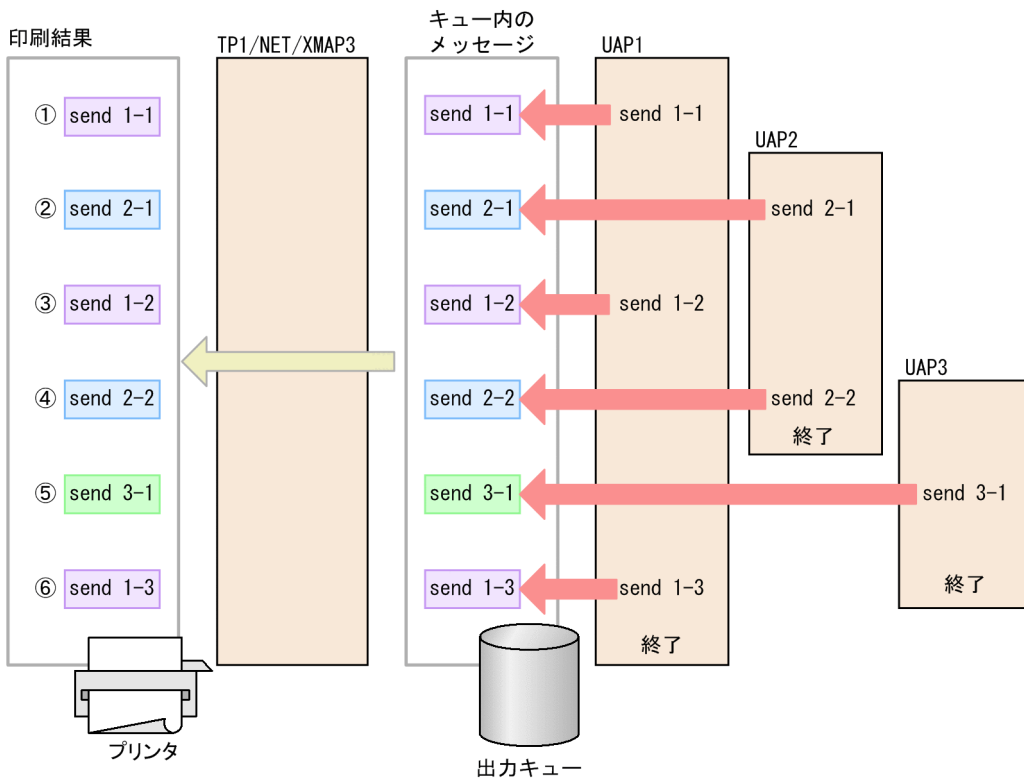 印刷結果
TP1/NET/XMAP3
キュー内の
メッセージ
UAP1
UAP2
UAP3
① send 1-1
send 1-1
send 1-1
② send 2-1
send 2-1
send 2-1
③ send 1-2
send 1-2
send 1-2
④ send 2-2
send 2-2
send 2-2
終了
⑤ send 3-1
send 3-1
send 3-1
⑥ send 1-3
send 1-3
send 1-3
終了
終了
プリンタ
出力キュー